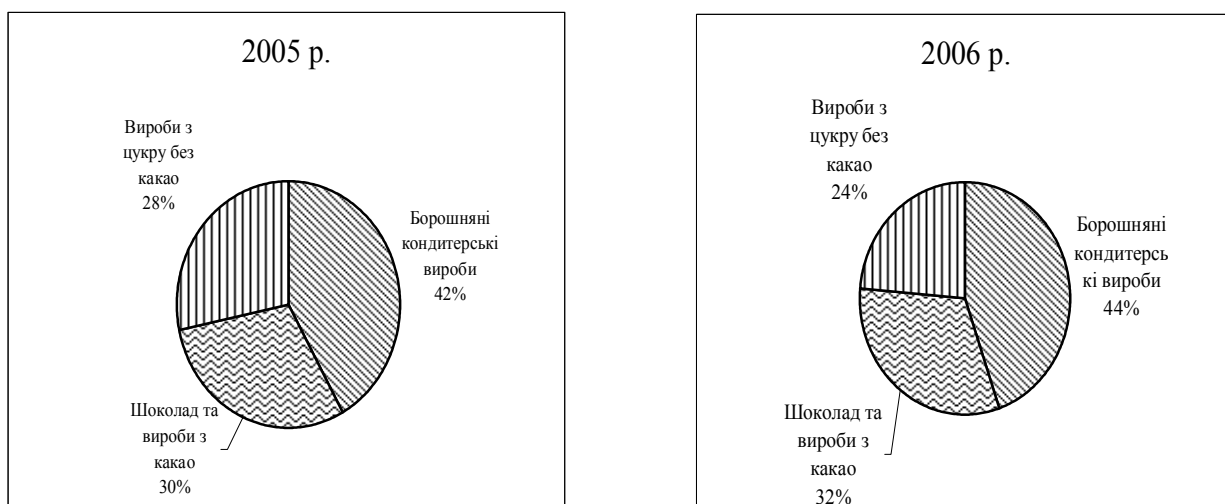 2005 р.
Вироби з
цукру без
какао
28%
Борошняні
кондитерські
вироби
42%
Шоколад та
вироби з
какао
30%
2006 р.
Вироби з
цукру без
какао
24%
Борошняні
кондитерсь
кі вироби
44%
Шоколад та
вироби з
какао
32%